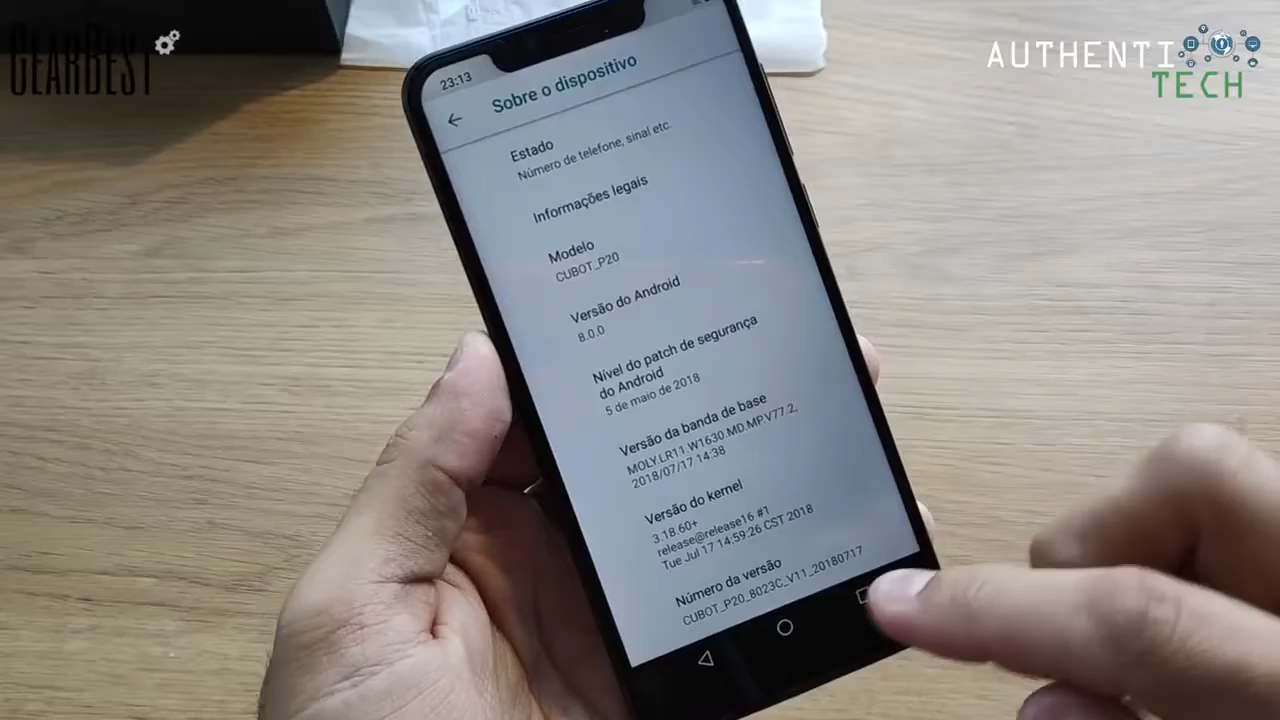 GEARBEST
AUTHENTI
TECH
23:13
Sobre o dispositivo
Estado
Número de telefone, sinal etc.
Informações legais
Modelo
CUBOT_P20
Versão do Android
8.0.0
Nível do patch de segurança
do Android
5 de maio de 2018
Versão da banda de base
MOLY.LR11.W1630.MD.MP.V77.2,
2018/07/17 14:38
Versão do kernel
3.18.60+
release@release16 #1
Tue Jul 17 14:59:26 CST 2018
Número da versão
CUBOT_P20_8023C_V11_20180717